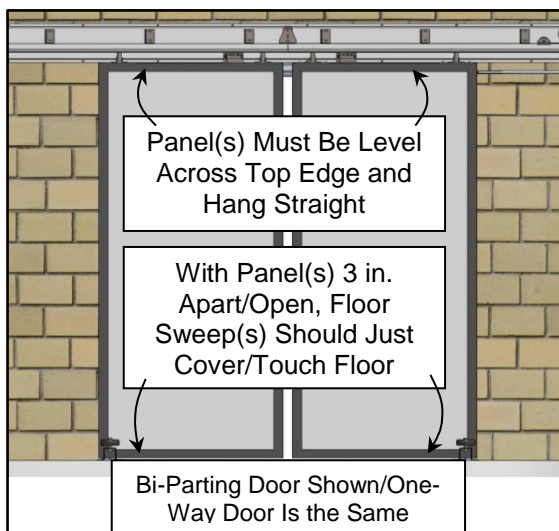 Panel(s) Must Be Level
Across Top Edge and
Hang Straight
With Panel(s) 3 in.
Apart/Open, Floor
Sweep(s) Should Just
Cover/Touch Floor
Bi-Parting Door Shown/One-
Way Door Is the Same